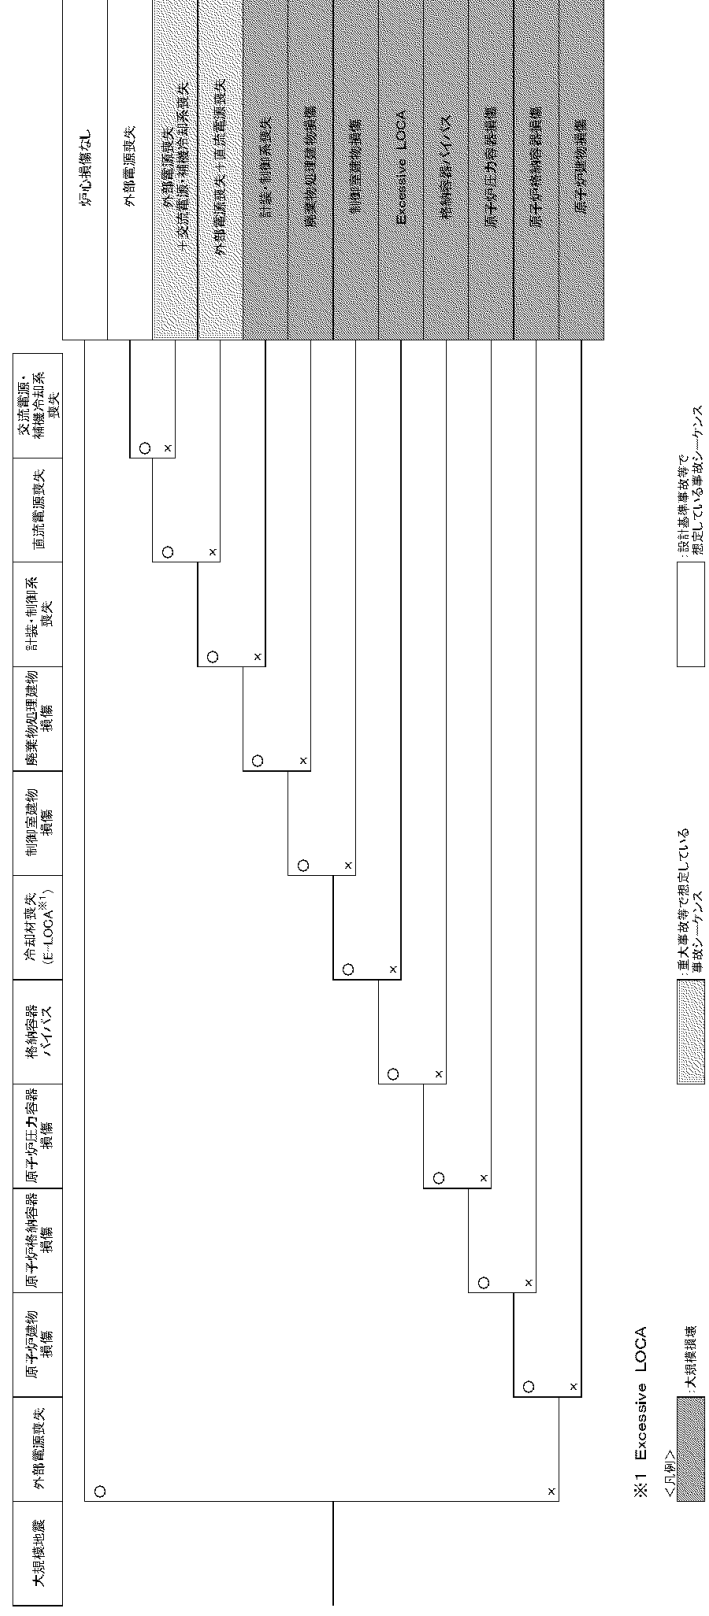 大規模地震
外部電源喪失
原子炉建物
損傷
原子炉格納容器
損傷
原子炉圧力容器
損傷
格納容器
バイパス
冷却材喪失
(E-LOCA※1)
制御室建物
損傷
廃棄物処理建物
損傷
計装・制御系
喪失
直流電源喪失
交流電源・
補機冷却系
喪失
○
×
○
×
○
×
○
×
○
×
○
×
○
×
○
×
○
×
○
×
○
×
炉心損傷なし
外部電源喪失
外部電源喪失
+交流電源・補機冷却系喪失
外部電源喪失+直流電源喪失
計装・制御系喪失
廃棄物処理建物損傷
制御室建物損傷
Excessive LOCA
格納容器バイパス
原子炉圧力容器損傷
原子炉格納容器損傷
原子炉建物損傷
※1 Excessive LOCA
<凡例>
:大規模損壊
:重大事故等で想定している
事故シーケンス
:設計基準事故等で
想定している事故シーケンス